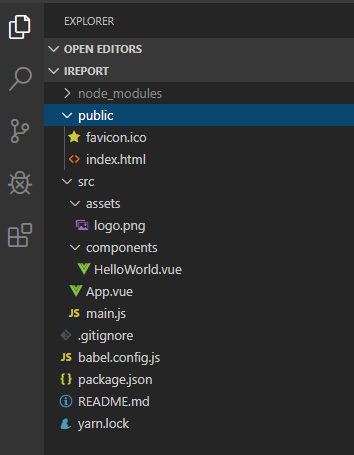 EXPLORER
OPEN EDITORS
IREPORT
node_modules
public
favicon.ico
index.html
src
assets
logo.png
components
HelloWorld.vue
App.vue
JS main.js
.gitignore
JS babel.config.js
{} package.json
README.md
yarn.lock